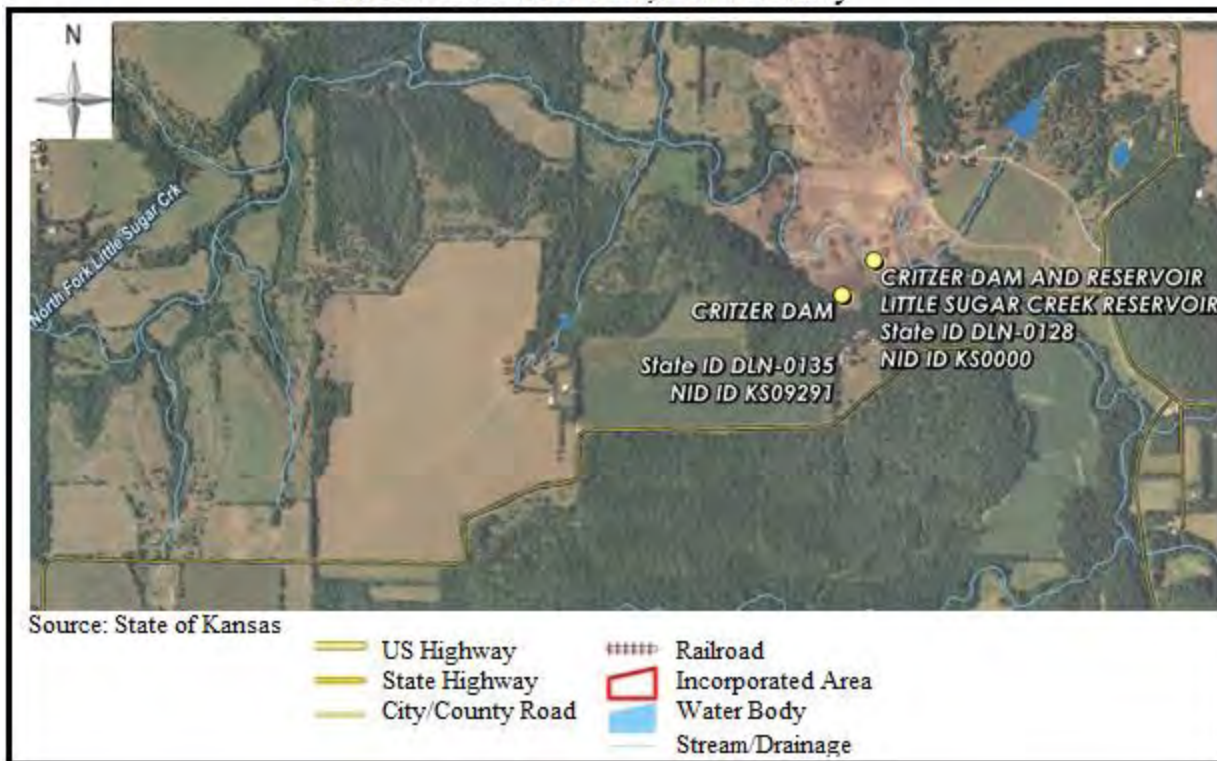 N
North Fork Little Sugar Crk
CRITZER DAM
State ID DLN-0135
NID ID KS09291
CRITZER DAM AND RESERVOIR
LITTLE SUGAR CREEK RESERVOIR
State ID DLN-0128
NID ID KS0000
Source: State of Kansas
US Highway
State Highway
City/County Road
Railroad
Incorporated Area
Water Body
Stream/Drainage